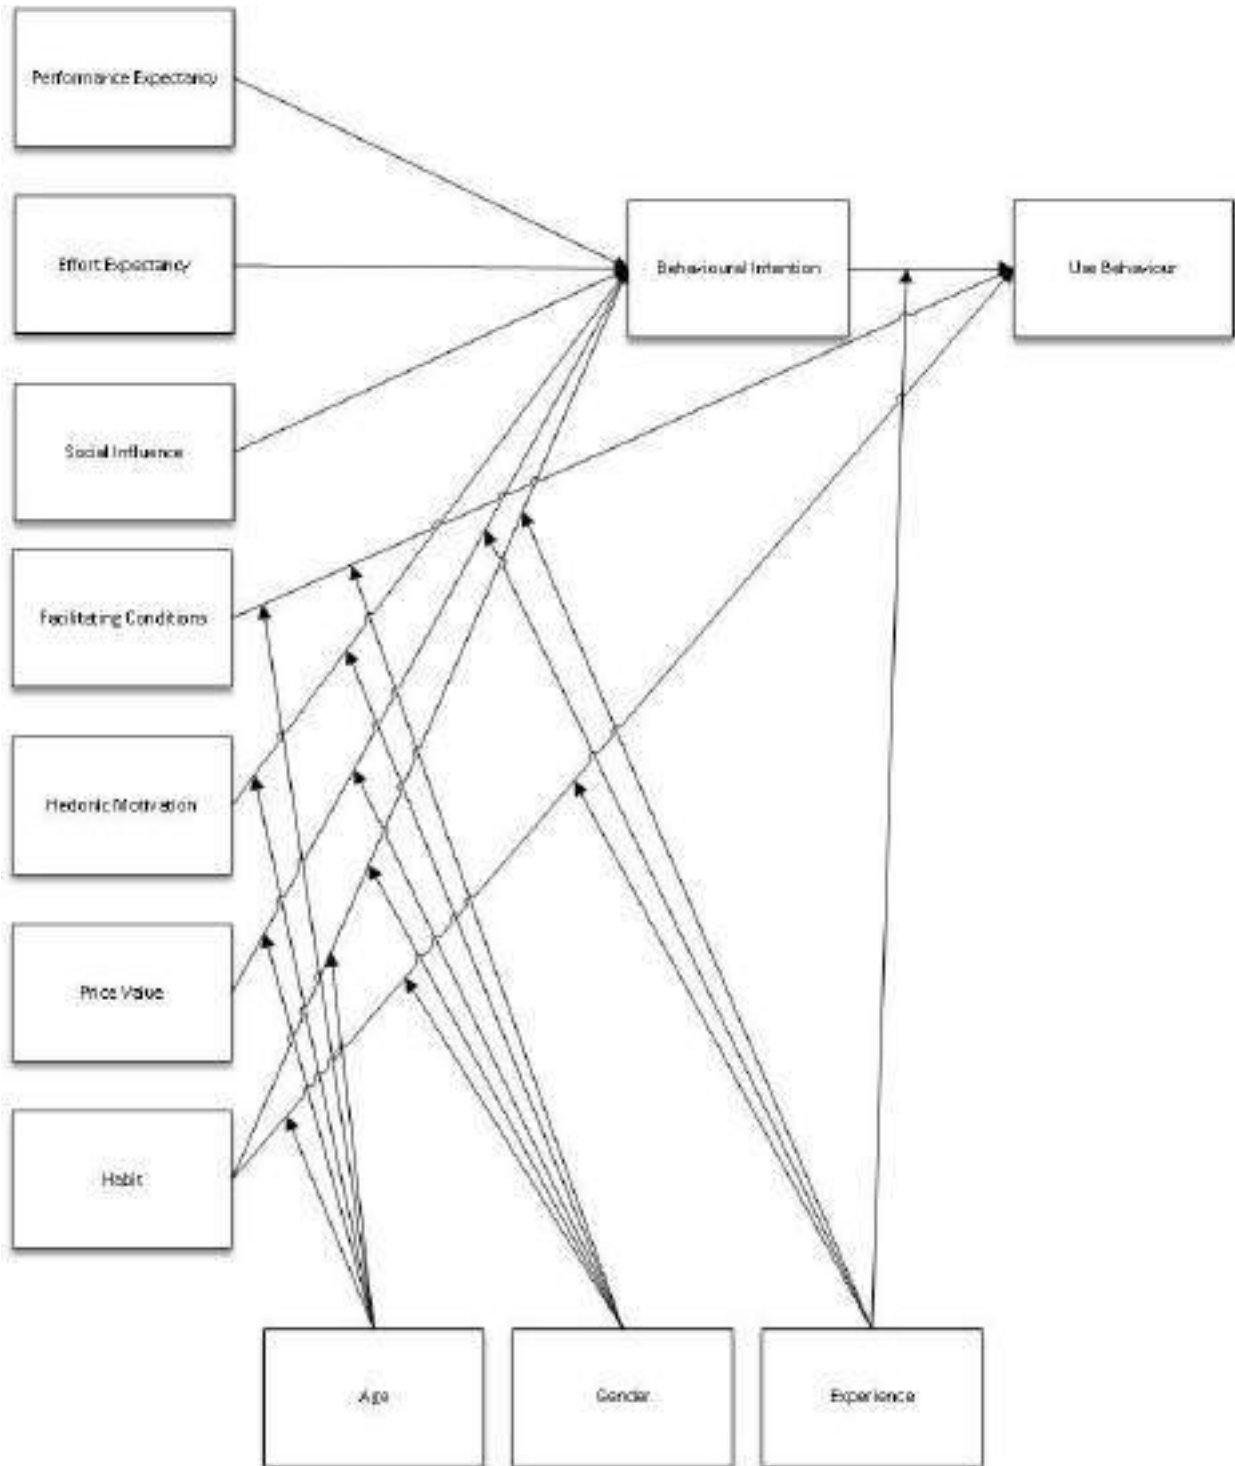 Performance Expectancy
Effort Expectancy
Behavioural Intention
Use Behaviour
Social Influence
Facilitating Conditions
Hedonic Motivation
Price Value
Habit
Age
Gender
Experience